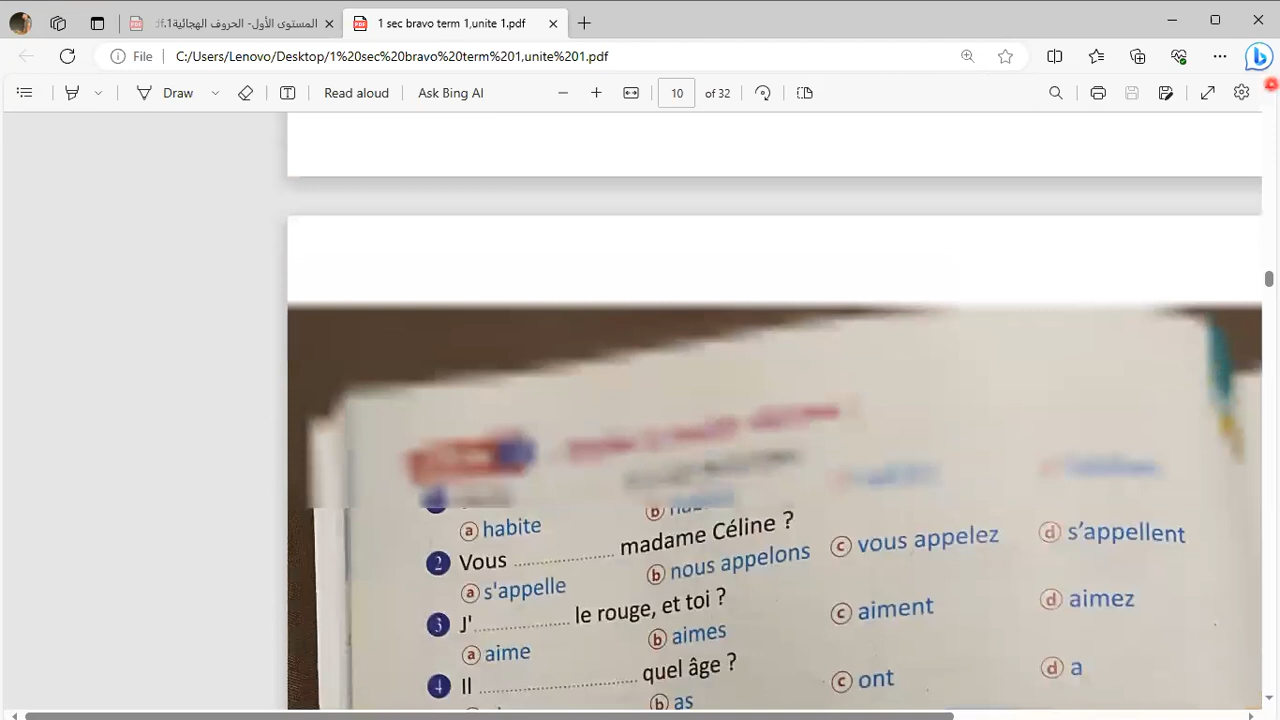 المستوى الأول- الحروف الهجائية1.f
1 sec bravo term 1,unite 1.pdf
File C:/Users/Lenovo/Desktop/1%20sec%20bravo%20term%201,unite%201.pdf
Draw Read aloud Ask Bing AI 10 of 32
a habite b
2 Vous .................... madame Céline ?
a s'appelle b nous appelons c vous appelez d s'appellent
3 J'.................... le rouge, et toi ?
a aime b aimes c aiment d aimez
4 Il .................... quel âge ?
b as c ont d a